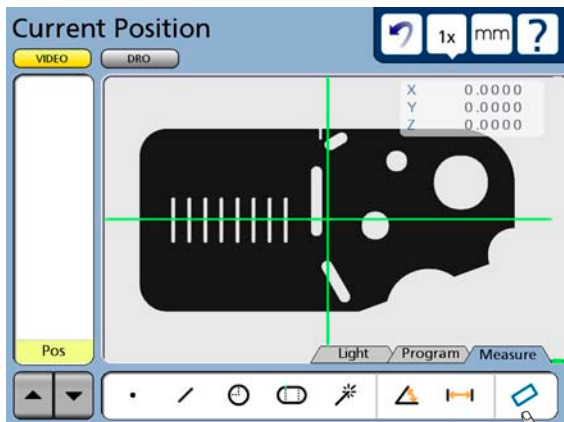 Current Position
1x
mm
?
VIDEO
DRO
X 0.0000
Y 0.0000
Z 0.0000
Pos
Light
Program
Measure